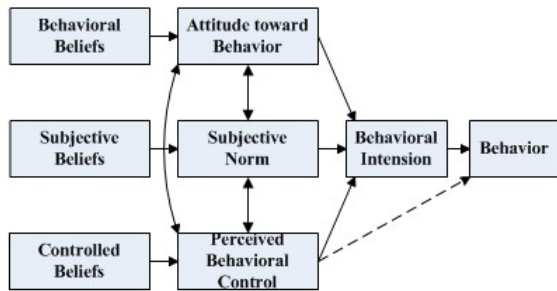 Behavioral
Beliefs
Attitude toward
Behavior
Subjective
Beliefs
Subjective
Norm
Behavioral
Intension
Behavior
Controlled
Beliefs
Perceived
Behavioral
Control